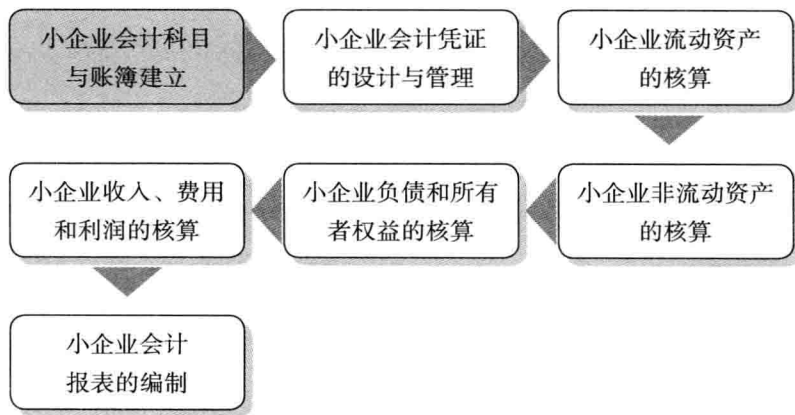 小企业会计科目
与账簿建立
小企业会计凭证
的设计与管理
小企业流动资产
的核算
小企业非流动资产
的核算
小企业负债和所有
者权益的核算
小企业收入、费用
和利润的核算
小企业会计
报表的编制